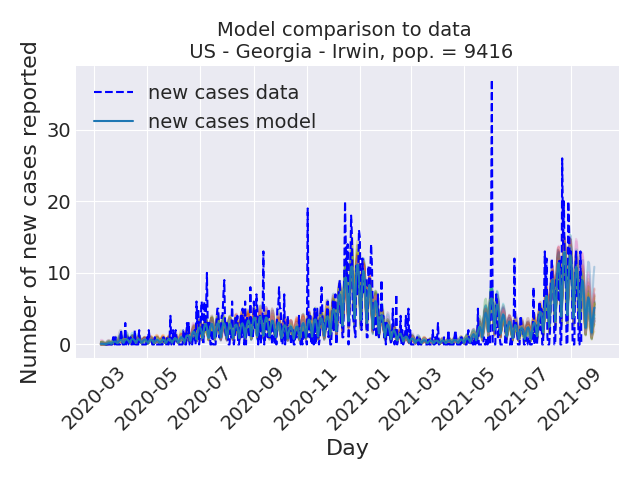 Model comparison to data
US - Georgia - Irwin, pop. = 9416
Number of new cases reported
new cases data
new cases model
30
20
10
0
2020-03
2020-05
2020-07
2020-09
2020-11
2021-01
2021-03
2021-05
2021-07
2021-09
Day